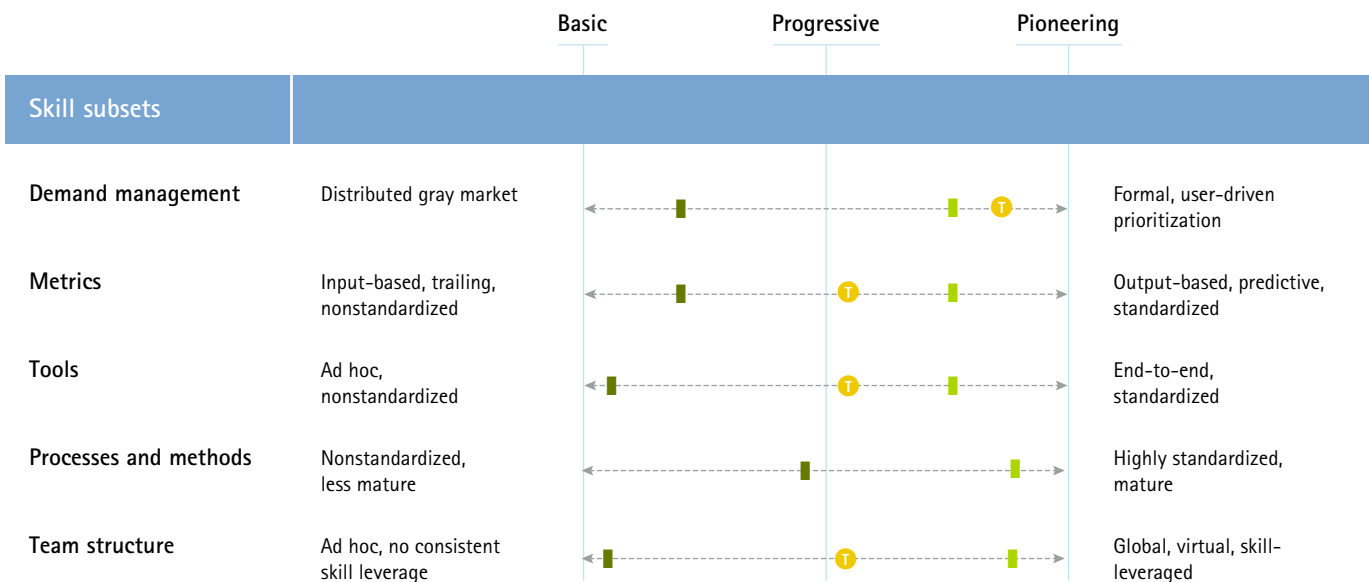 Basic Progressive Pioneering
Skill subsets
Demand management
Distributed gray market
T
Formal, user-driven
prioritization
Metrics
Input-based, trailing,
nonstandardized
T
Output-based, predictive,
standardized
Tools
Ad hoc,
nonstandardized
T
End-to-end,
standardized
Processes and methods
Nonstandardized,
less mature
Highly standardized,
mature
Team structure
Ad hoc, no consistent
skill leverage
T
Global, virtual, skill-
leveraged